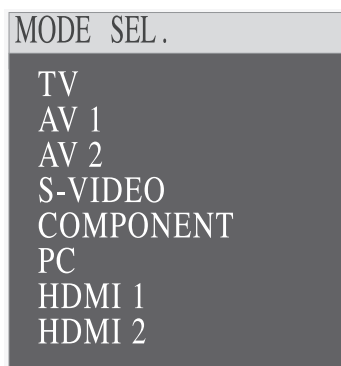 MODE SEL.
TV
AV 1
AV 2
S-VIDEO
COMPONENT
PC
HDMI 1
HDMI 2